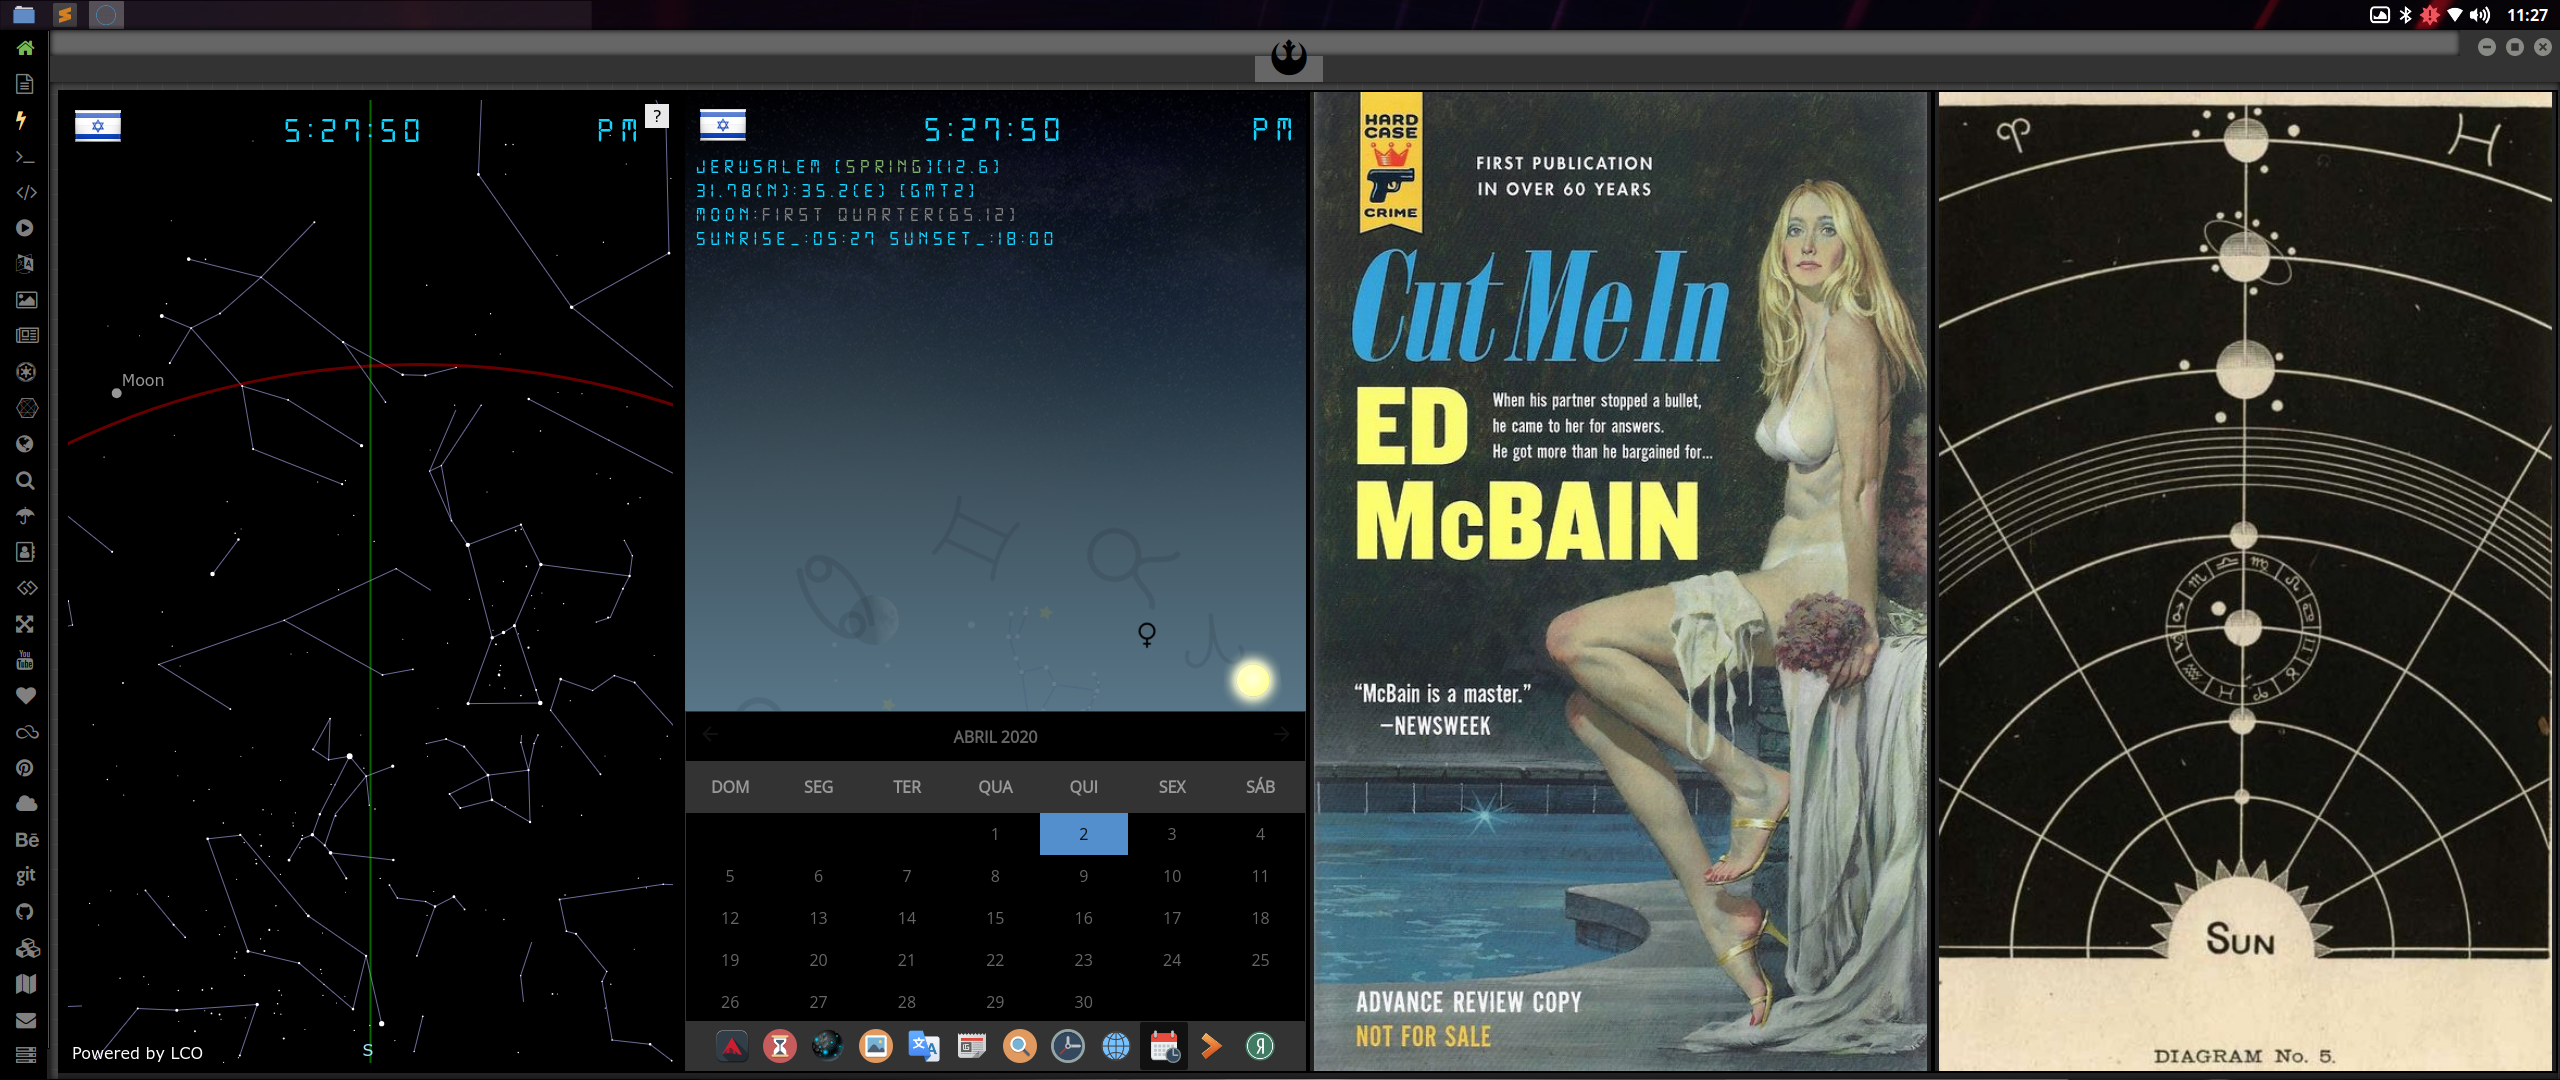 11:27
5:27:50 PM
?
Moon
S
Powered by LCO
You
Tube
Bē
git
5:27:50 PM
JERUSALEM [SPRING][12.6]
31.78(N):35.2(E) [GMT2]
MOON:FIRST QUARTER[65.12]
SUNRISE_:05:27 SUNSET_:18:00
ABRIL 2020
DOM SEG TER QUA QUI SEX SÁB
1 2 3 4
5 6 7 8 9 10 11
12 13 14 15 16 17 18
19 20 21 22 23 24 25
26 27 28 29 30
HARD
CASE
CRIME
FIRST PUBLICATION
IN OVER 60 YEARS
Cut Me In
ED
McBAIN
When his partner stopped a bullet,
he came to her for answers.
He got more than he bargained for...
“McBain is a master.”
—NEWSWEEK
ADVANCE REVIEW COPY
NOT FOR SALE
SUN
DIAGRAM No. 5.